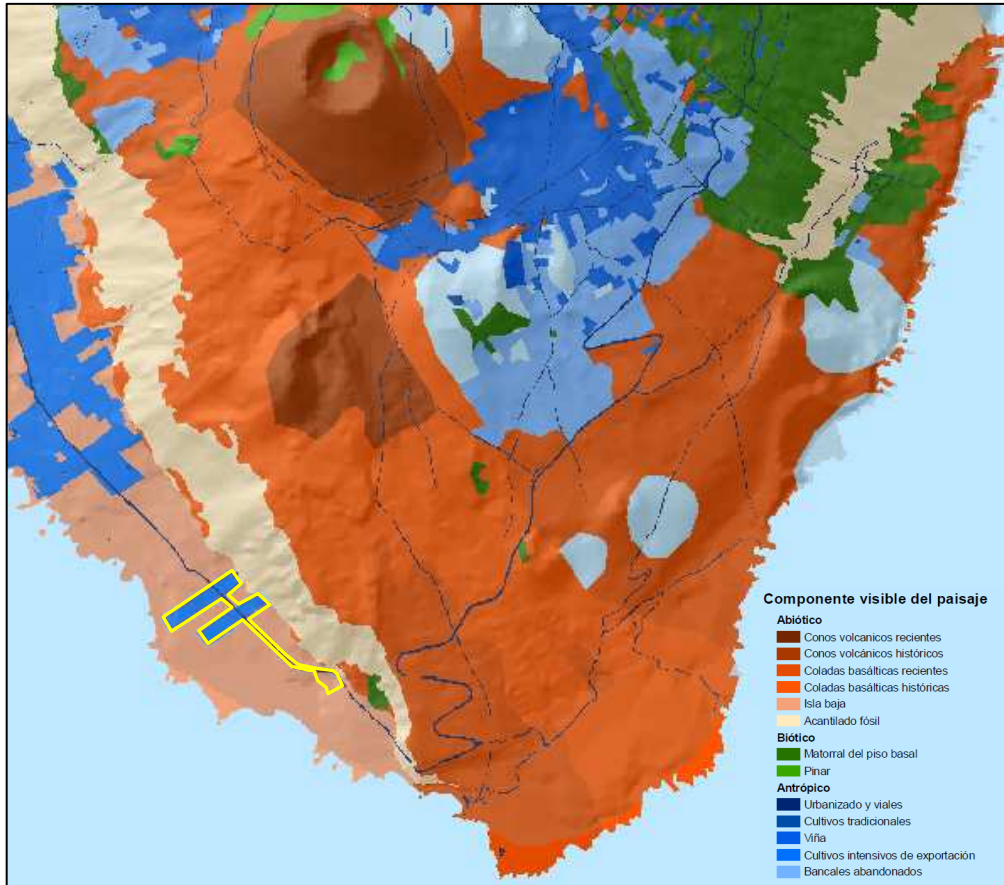 Componente visible del paisaje
Abiótico
Conos volcanicos recientes
Conos volcánicos históricos
Coladas basálticas recientes
Coladas basálticas históricas
Isla baja
Acantilado fósil
Biótico
Matorral del piso basal
Pinar
Antrópico
Urbanizado y viales
Cultivos tradicionales
Viña
Cultivos intensivos de exportación
Bancales abandonados